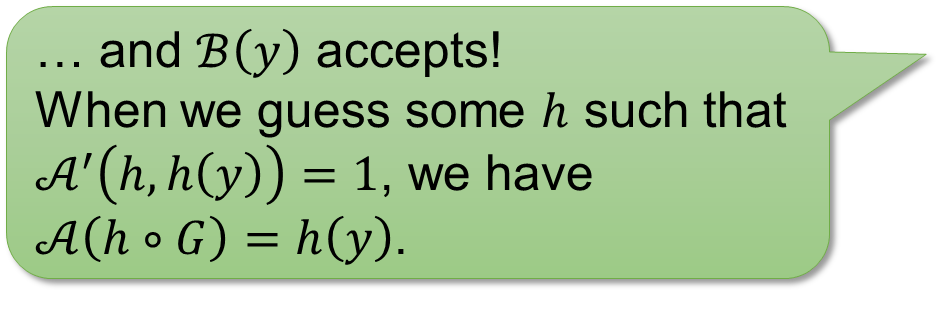 … and ℬ(𝑦) accepts!
When we guess some ℎ such that
𝒜′(ℎ, ℎ(𝑦)) = 1, we have
𝒜(ℎ ∘ 𝐺) = ℎ(𝑦).